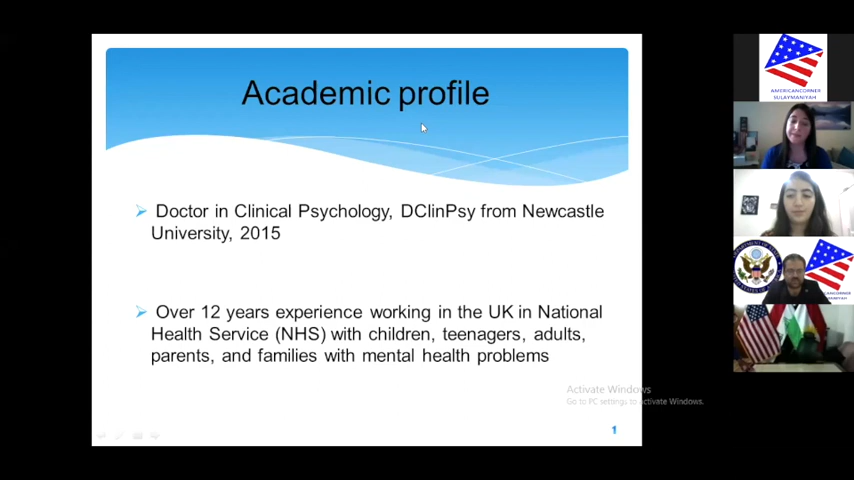 Academic profile
Doctor in Clinical Psychology, DClinPsy from Newcastle
University, 2015
Over 12 years experience working in the UK in National
Health Service (NHS) with children, teenagers, adults,
parents, and families with mental health problems
Activate Windows
Go to PC settings to activate Windows.
1
AMERICANCORNER
SULAYMANIYAH